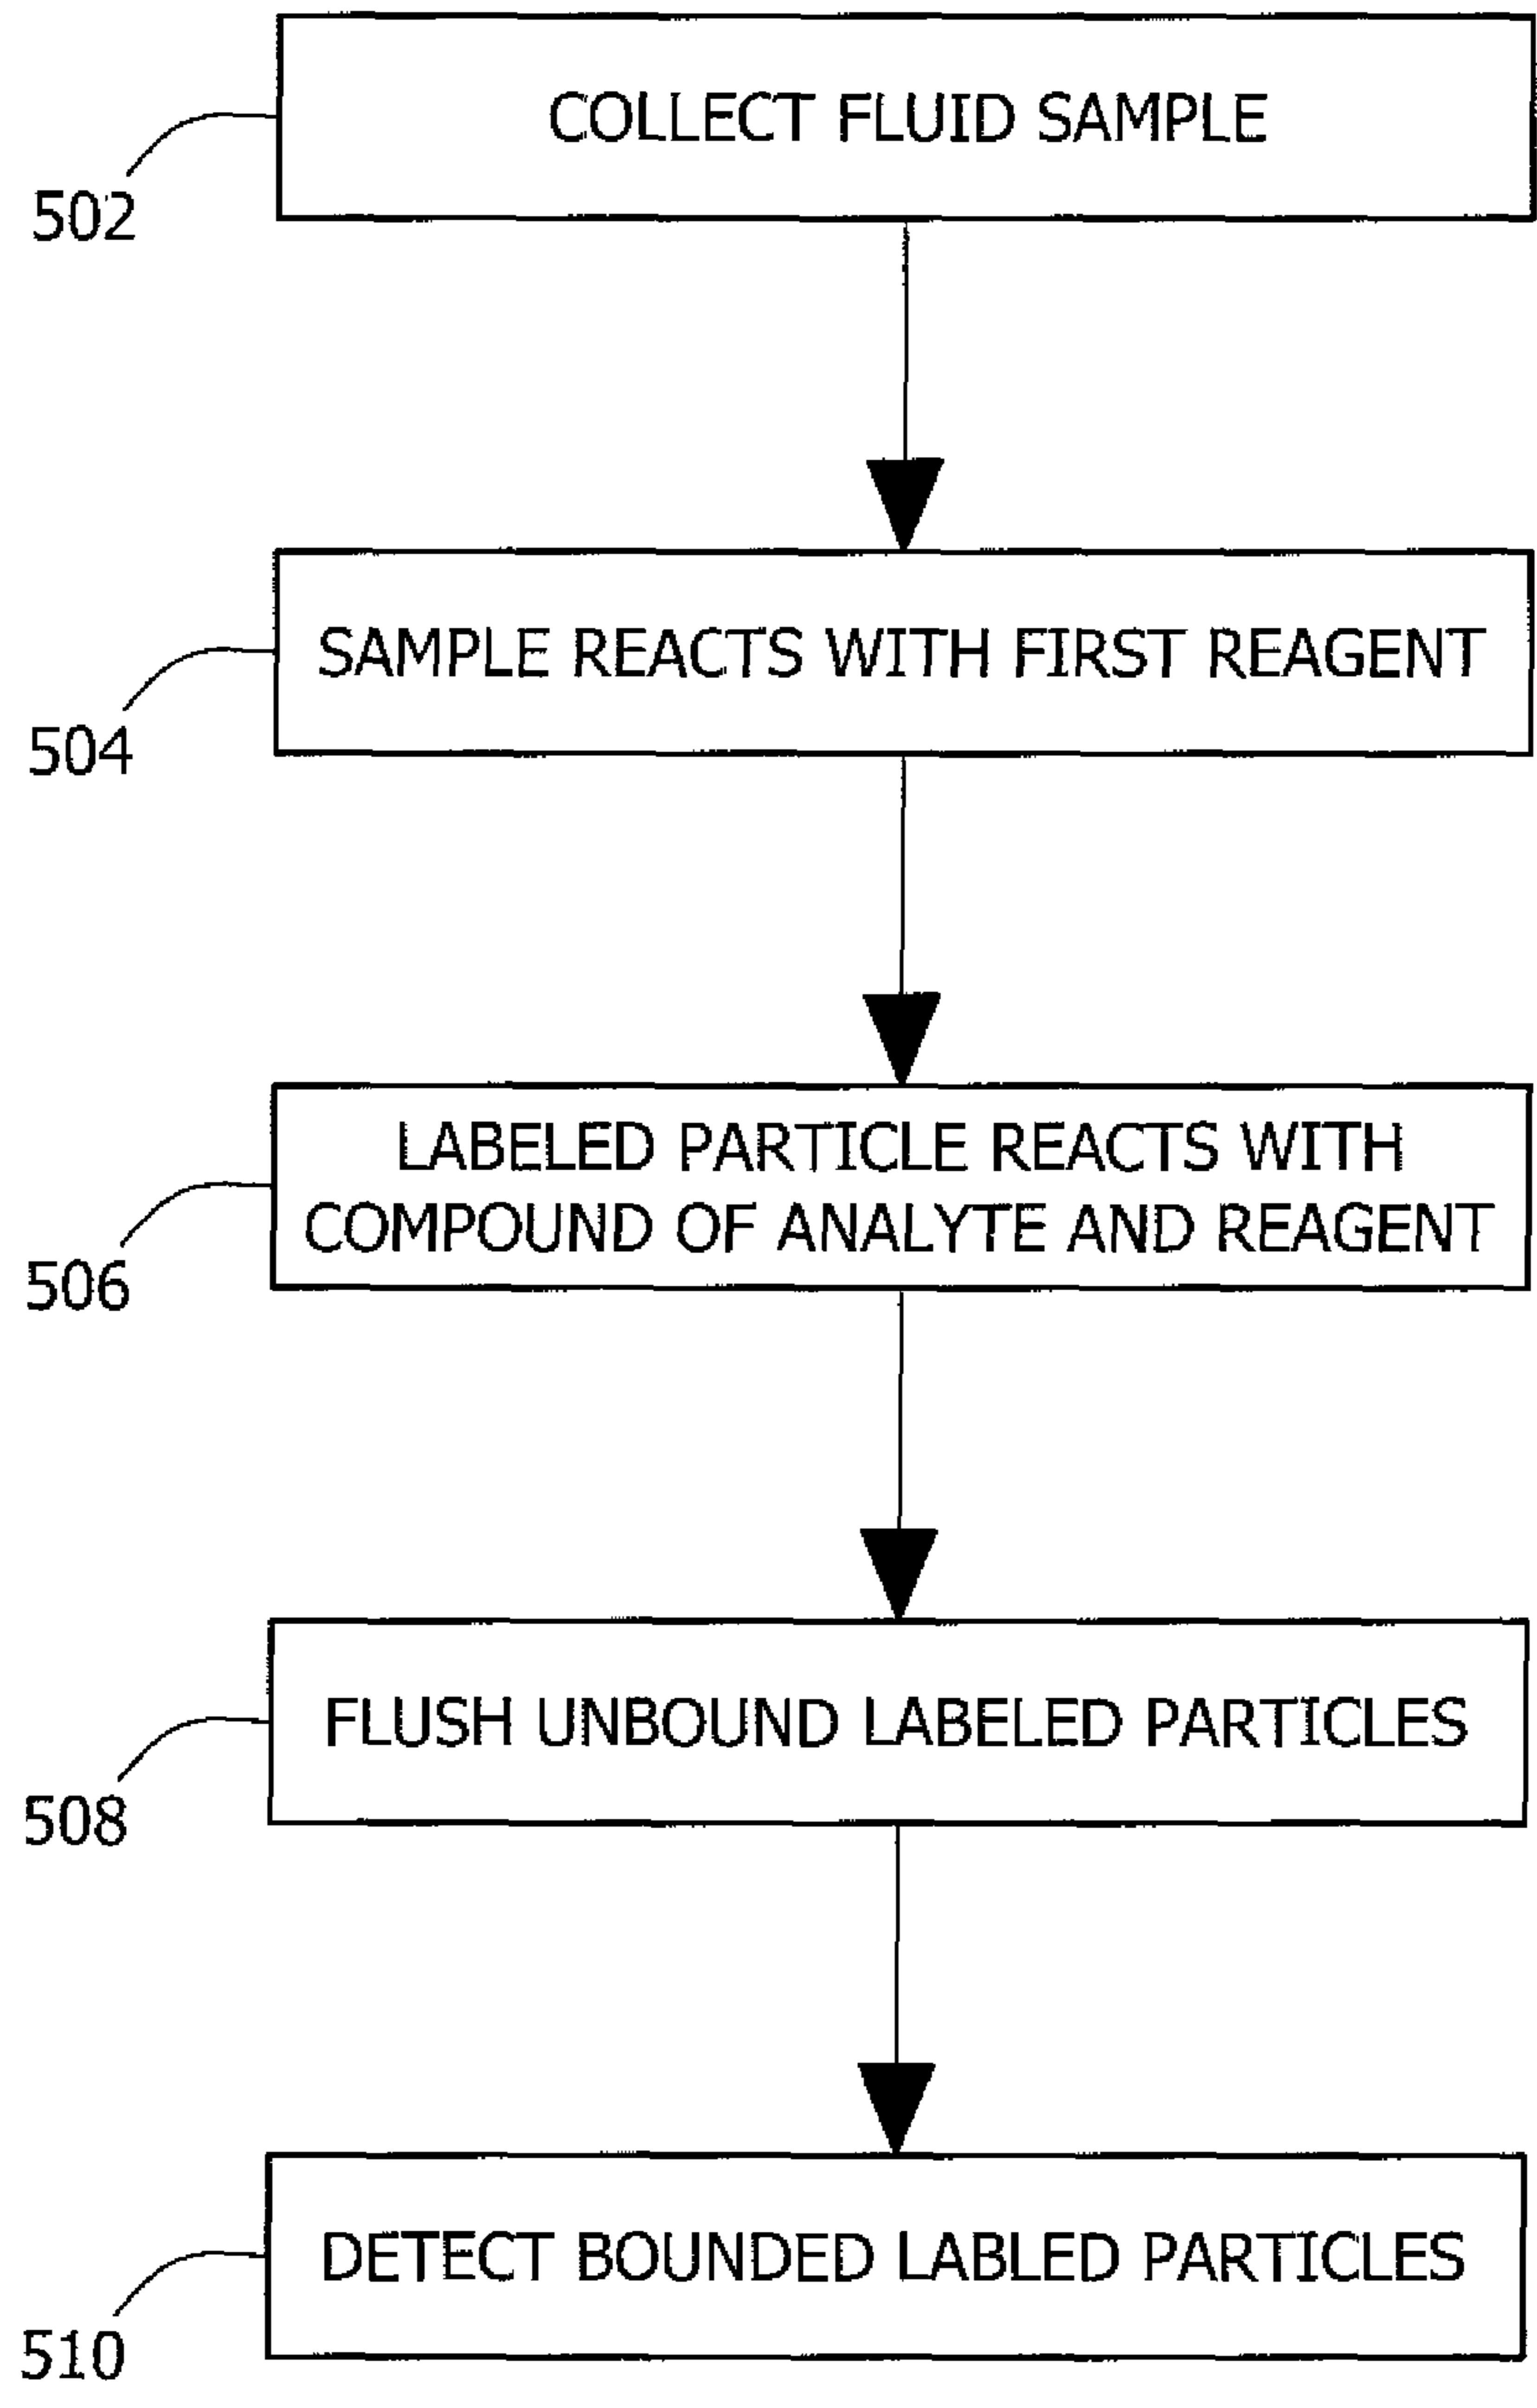 COLLECT FLUID SAMPLE
502
SAMPLE REACTS WITH FIRST REAGENT
504
LABELED PARTICLE REACTS WITH
COMPOUND OF ANALYTE AND REAGENT
506
FLUSH UNBOUND LABELED PARTICLES
508
DETECT BOUNDED LABLED PARTICLES
510